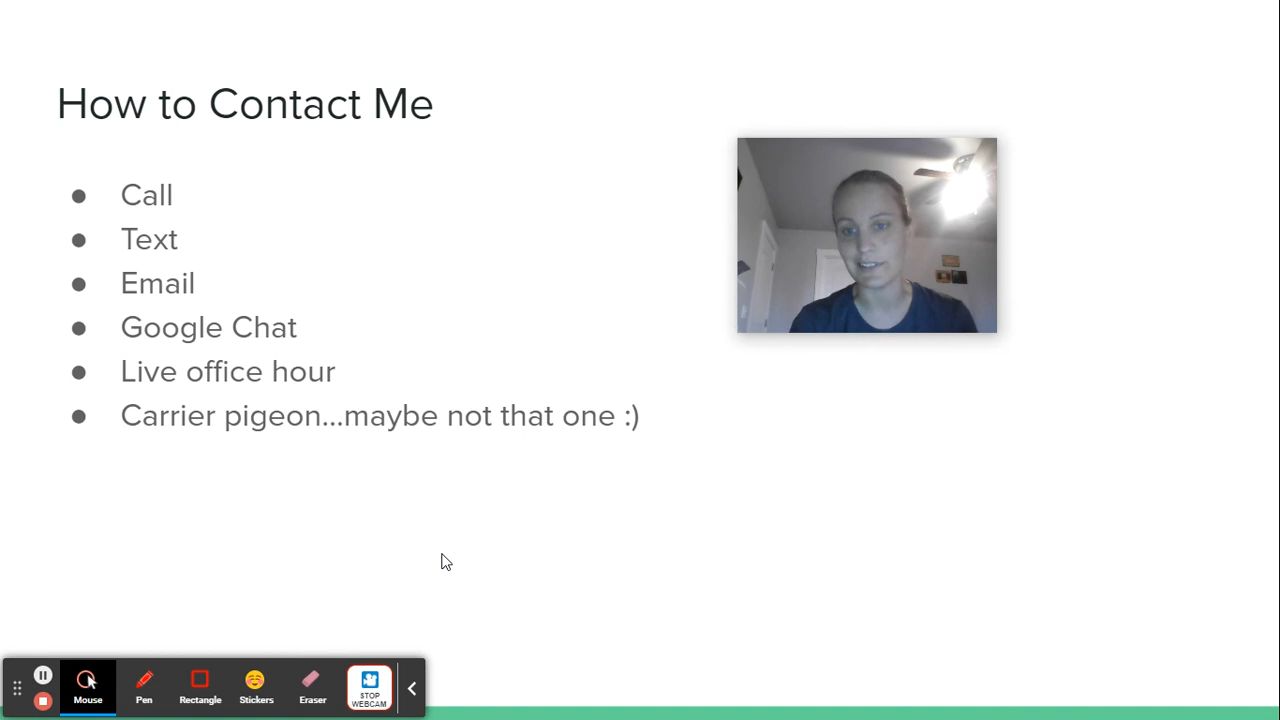 How to Contact Me
● Call
● Text
● Email
● Google Chat
● Live office hour
● Carrier pigeon...maybe not that one :)
Mouse
Pen
Rectangle
Stickers
Eraser
STOP
WEBCAM